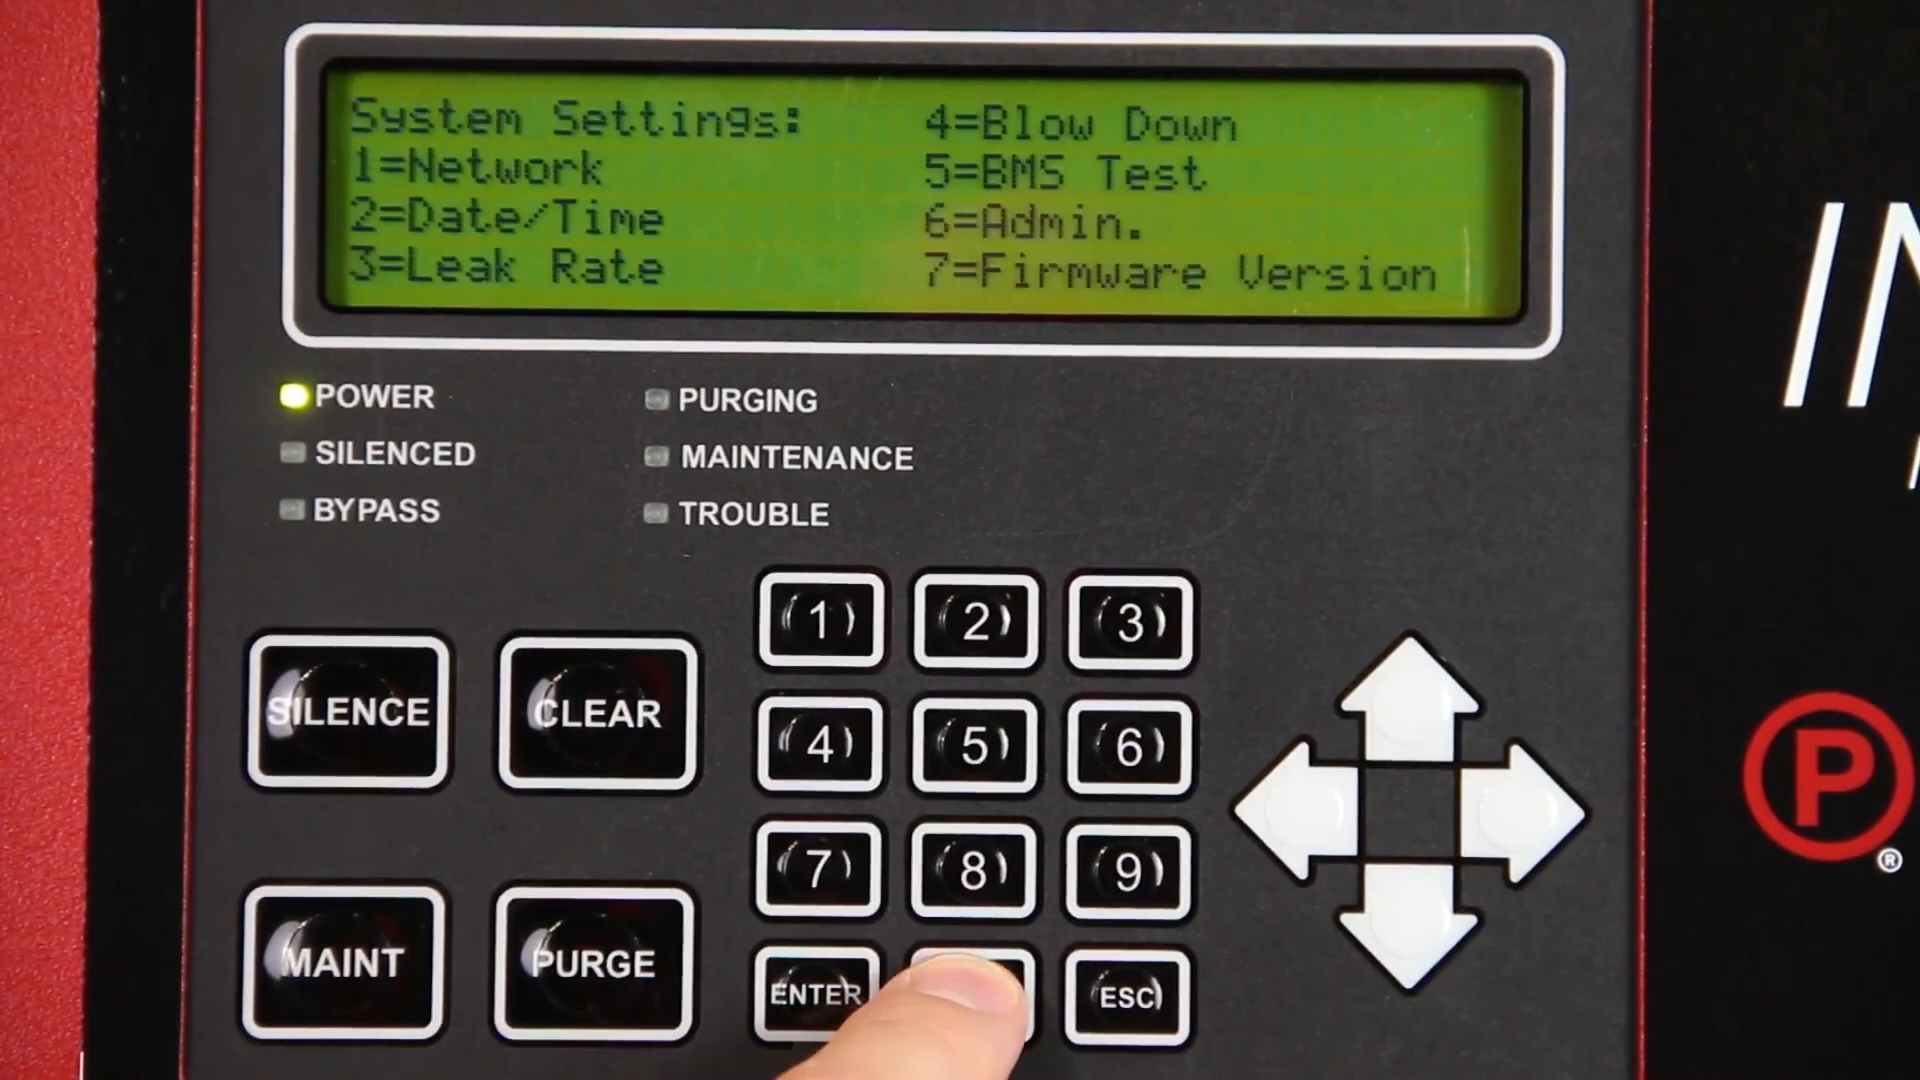 System Settings:
1=Network
2=Date/Time
3=Leak Rate
4=Blow Down
5=BMS Test
6=Admin.
7=Firmware Version
POWER
SILENCED
BYPASS
PURGING
MAINTENANCE
TROUBLE
SILENCE
CLEAR
MAINT
PURGE
1 2 3
4 5 6
7 8 9
ENTER ESC
P
®